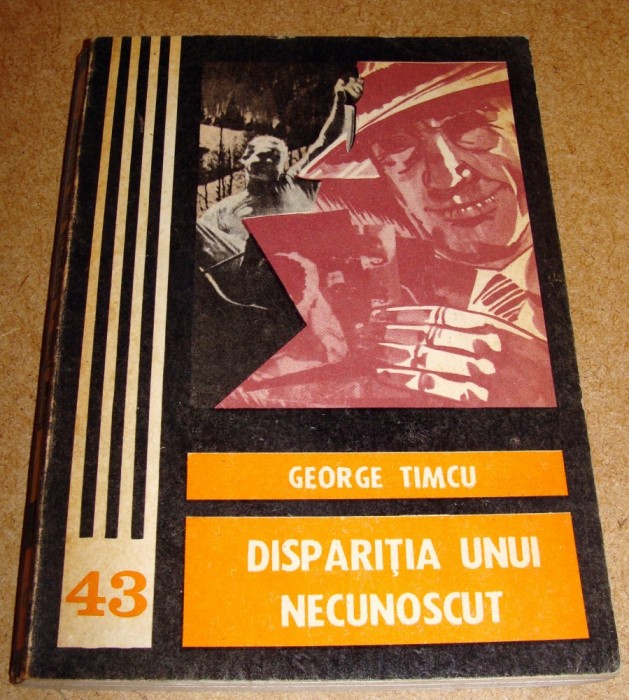 GEORGE TIMCU
DISPARIȚIA UNUI
NECUNOSCUT
43